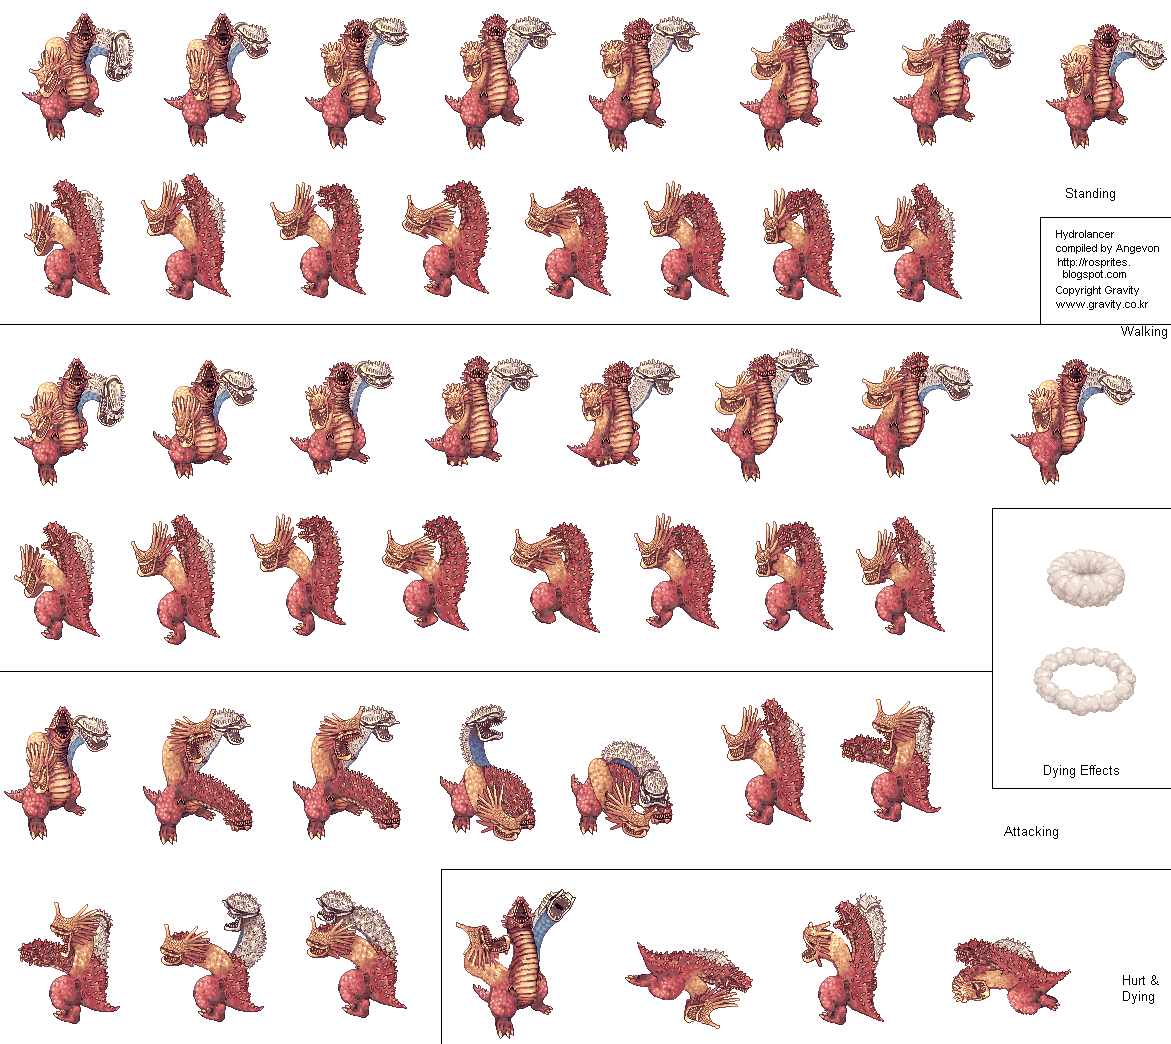 Standing
Hydrolancer
compiled by Angevon
http://rosprites.
blogspot.com
Copyright Gravity
www.gravity.co.kr
Walking
Dying Effects
Attacking
Hurt &
Dying